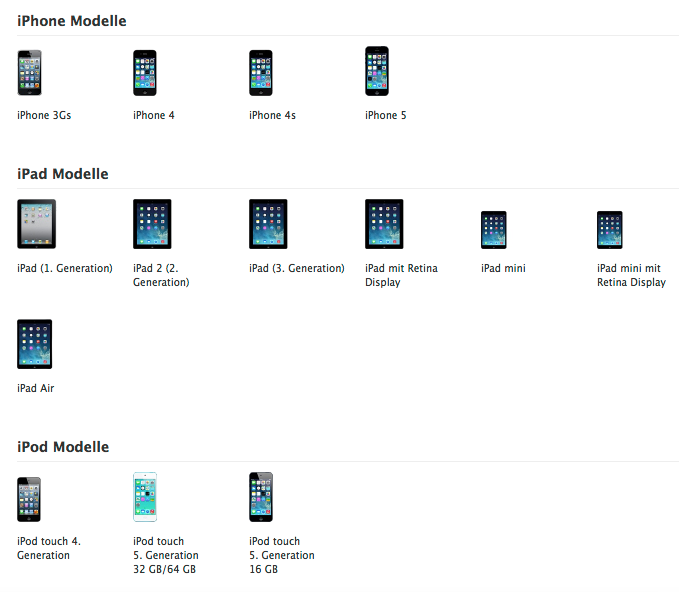 iPhone Modelle
iPhone 3Gs
iPhone 4
iPhone 4s
iPhone 5
iPad Modelle
iPad (1. Generation)
iPad 2 (2.
Generation)
iPad (3. Generation)
iPad mit Retina
Display
iPad mini
iPad mini mit
Retina Display
iPad Air
iPod Modelle
iPod touch 4.
Generation
iPod touch
5. Generation
32 GB/64 GB
iPod touch
5. Generation
16 GB